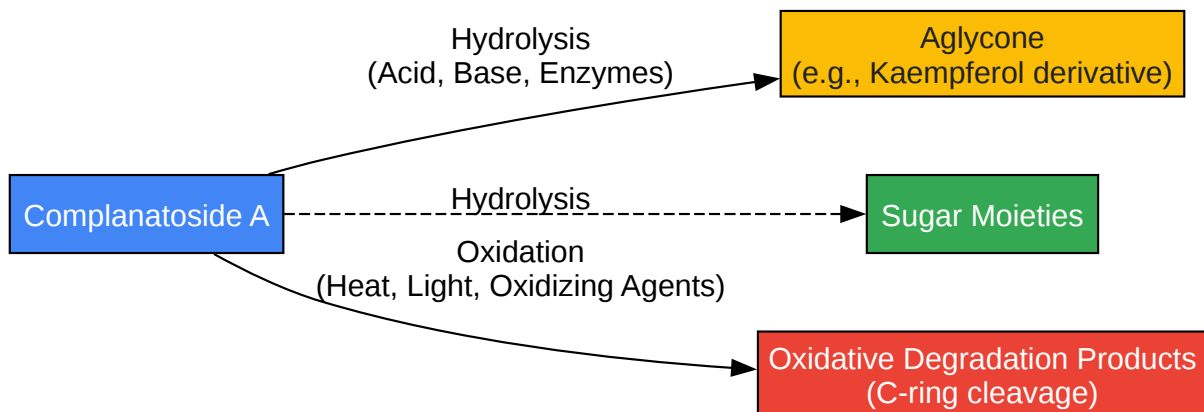 Hydrolysis
(Acid, Base, Enzymes)
Aglycone
(e.g., Kaempferol derivative)
Complanatoside A
Hydrolysis
Sugar Moieties
Oxidation
(Heat, Light, Oxidizing Agents)
Oxidative Degradation Products
(C-ring cleavage)